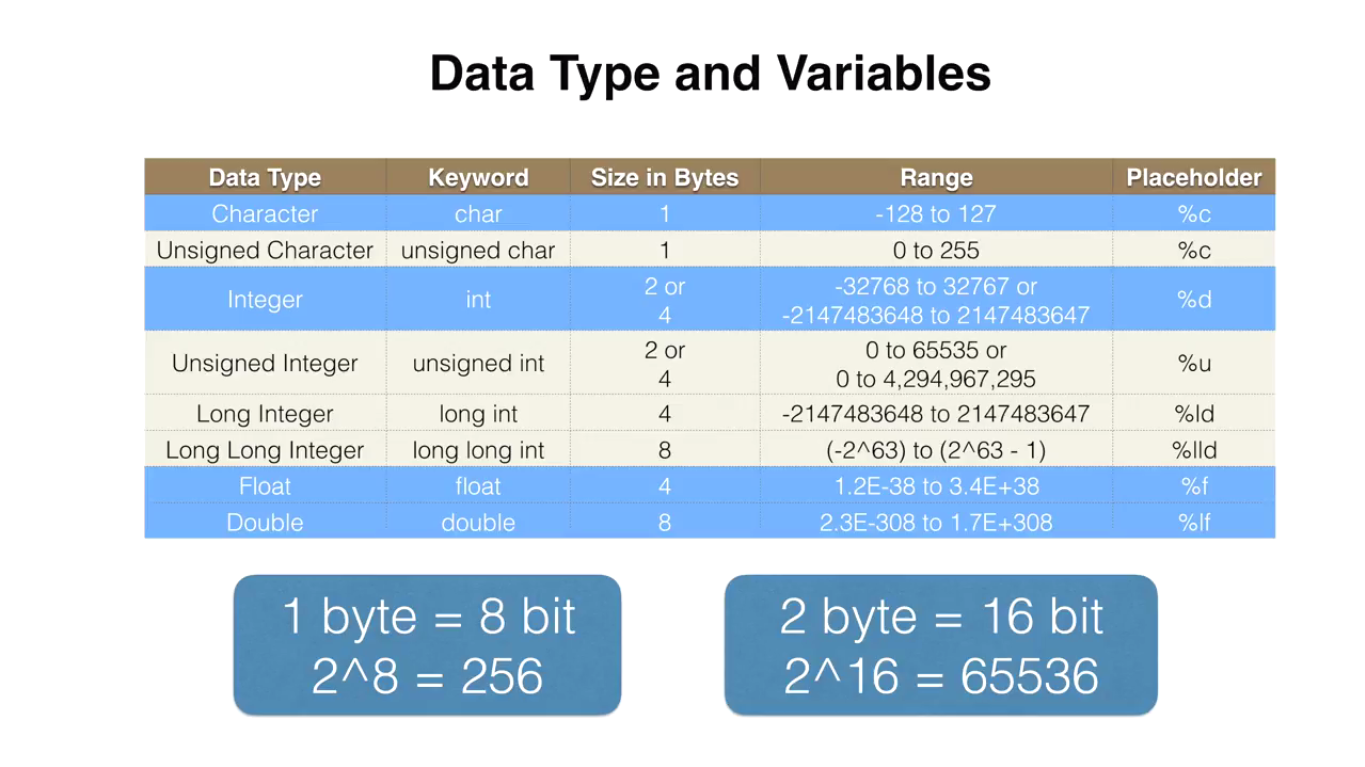 Data Type and Variables
Data Type Keyword Size in Bytes Range Placeholder
Character char 1 -128 to 127 %c
Unsigned Character unsigned char 1 0 to 255 %c
Integer int 2 or 4 -32768 to 32767 or -2147483648 to 2147483647 %d
Unsigned Integer unsigned int 2 or 4 0 to 65535 or 0 to 4,294,967,295 %u
Long Integer long int 4 -2147483648 to 2147483647 %ld
Long Long Integer long long int 8 (-2^63) to (2^63 - 1) %lld
Float float 4 1.2E-38 to 3.4E+38 %f
Double double 8 2.3E-308 to 1.7E+308 %lf
1 byte = 8 bit
2^8 = 256
2 byte = 16 bit
2^16 = 65536